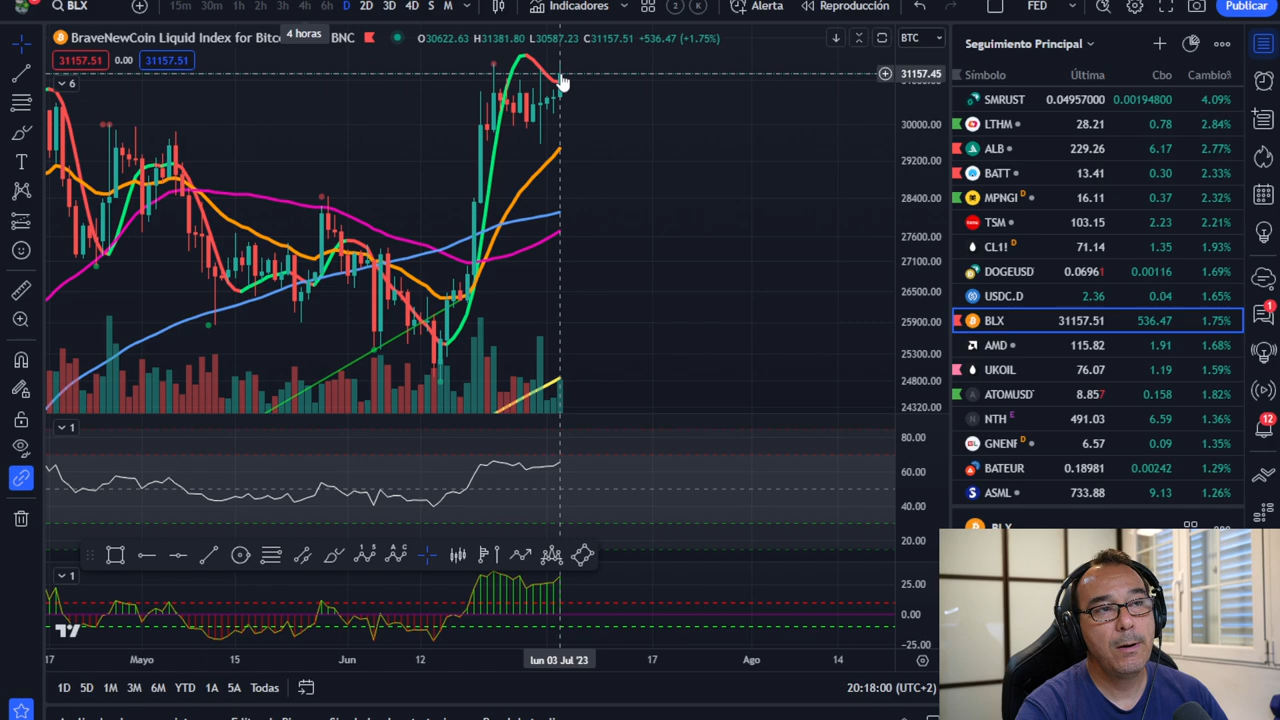 BLX
15m 30m 1h 2h 3h 4h 6h D 2D 3D 4D S M
Indicadores
2
1
Alerta
Reproducción
FED
Publicar
BraveNewCoin Liquid Index for Bitc
4 horas
BNC
O30622.63 H31381.80 L30587.23 C31157.51 +536.47 (+1.75%)
BTC
31157.51 0.00 31157.51
6
31157.45
30000.00
29200.00
28400.00
27600.00
27100.00
26500.00
25900.00
25300.00
24800.00
24320.00
1
80.00
60.00
40.00
20.00
1
25.00
0.00
−25.00
17 Mayo 15 Jun 12 lun 03 Jul '23 17 Ago 14
1D 5D 1M 3M 6M YTD 1A 5A Todas
20:18:00 (UTC+2)
Seguimiento Principal
Símbolo Última Cbo Cambio%
SMRUST 0.04957000 0.00194800 4.09%
LTHM 28.21 0.78 2.84%
ALB 229.26 6.17 2.77%
BATT 13.41 0.30 2.33%
MPNGI D 16.11 0.37 2.32%
TSM 103.15 2.23 2.21%
CL1! D 71.14 1.35 1.93%
DOGEUSD 0.06961 0.00116 1.69%
USDC.D 2.36 0.04 1.65%
BLX 31157.51 536.47 1.75%
AMD 115.82 1.91 1.68%
UKOIL 76.07 1.19 1.59%
ATOMUSD 8.857 0.158 1.82%
NTH E 491.03 6.59 1.36%
GNENF D 6.57 0.09 1.35%
BATEUR 0.18981 0.00242 1.29%
ASML 733.88 9.13 1.26%
BLX
1
12